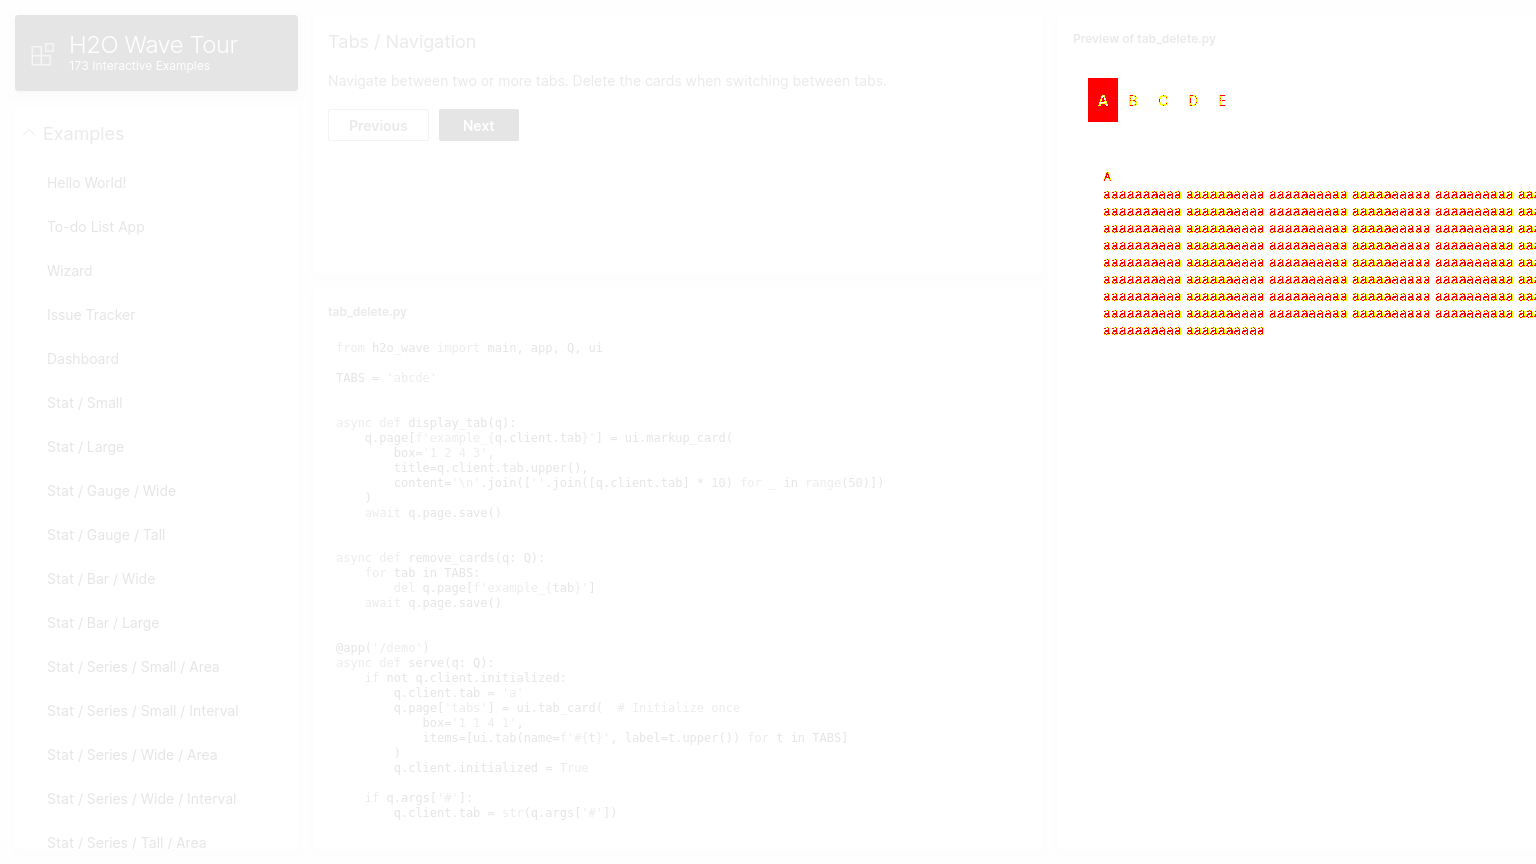 H2O Wave Tour
173 Interactive Examples
Examples
Hello World!
To-do List App
Wizard
Issue Tracker
Dashboard
Stat / Small
Stat / Large
Stat / Gauge / Wide
Stat / Gauge / Tall
Stat / Bar / Wide
Stat / Bar / Large
Stat / Series / Small / Area
Stat / Series / Small / Interval
Stat / Series / Wide / Area
Stat / Series / Wide / Interval
Stat / Series / Tall / Area
Tabs / Navigation
Navigate between two or more tabs. Delete the cards when switching between tabs.
Previous Next
tab_delete.py
from h2o_wave import main, app, Q, ui
TABS = 'abcde'
async def display_tab(q):
q.page[f'example_{q.client.tab}'] = ui.markup_card(
box='1 2 4 3',
title=q.client.tab.upper(),
content='\n'.join([''.join([q.client.tab] * 10) for _ in range(50)])
)
await q.page.save()
async def remove_cards(q: Q):
for tab in TABS:
del q.page[f'example_{tab}']
await q.page.save()
@app('/demo')
async def serve(q: Q):
if not q.client.initialized:
q.client.tab = 'a'
q.page['tabs'] = ui.tab_card(  # Initialize once
box='1 1 4 1',
items=[ui.tab(name=f'#{t}', label=t.upper()) for t in TABS]
)
q.client.initialized = True
if q.args['#']:
q.client.tab = str(q.args['#'])
Preview of tab_delete.py
A B C D E
A
aaaaaaaaaa aaaaaaaaaa aaaaaaaaaa aaaaaaaaaa aaaaaaaaaa aa
aaaaaaaaaa aaaaaaaaaa aaaaaaaaaa aaaaaaaaaa aaaaaaaaaa aa
aaaaaaaaaa aaaaaaaaaa aaaaaaaaaa aaaaaaaaaa aaaaaaaaaa aa
aaaaaaaaaa aaaaaaaaaa aaaaaaaaaa aaaaaaaaaa aaaaaaaaaa aa
aaaaaaaaaa aaaaaaaaaa aaaaaaaaaa aaaaaaaaaa aaaaaaaaaa aa
aaaaaaaaaa aaaaaaaaaa aaaaaaaaaa aaaaaaaaaa aaaaaaaaaa aa
aaaaaaaaaa aaaaaaaaaa aaaaaaaaaa aaaaaaaaaa aaaaaaaaaa aa
aaaaaaaaaa aaaaaaaaaa aaaaaaaaaa aaaaaaaaaa aaaaaaaaaa aa
aaaaaaaaaa aaaaaaaaaa